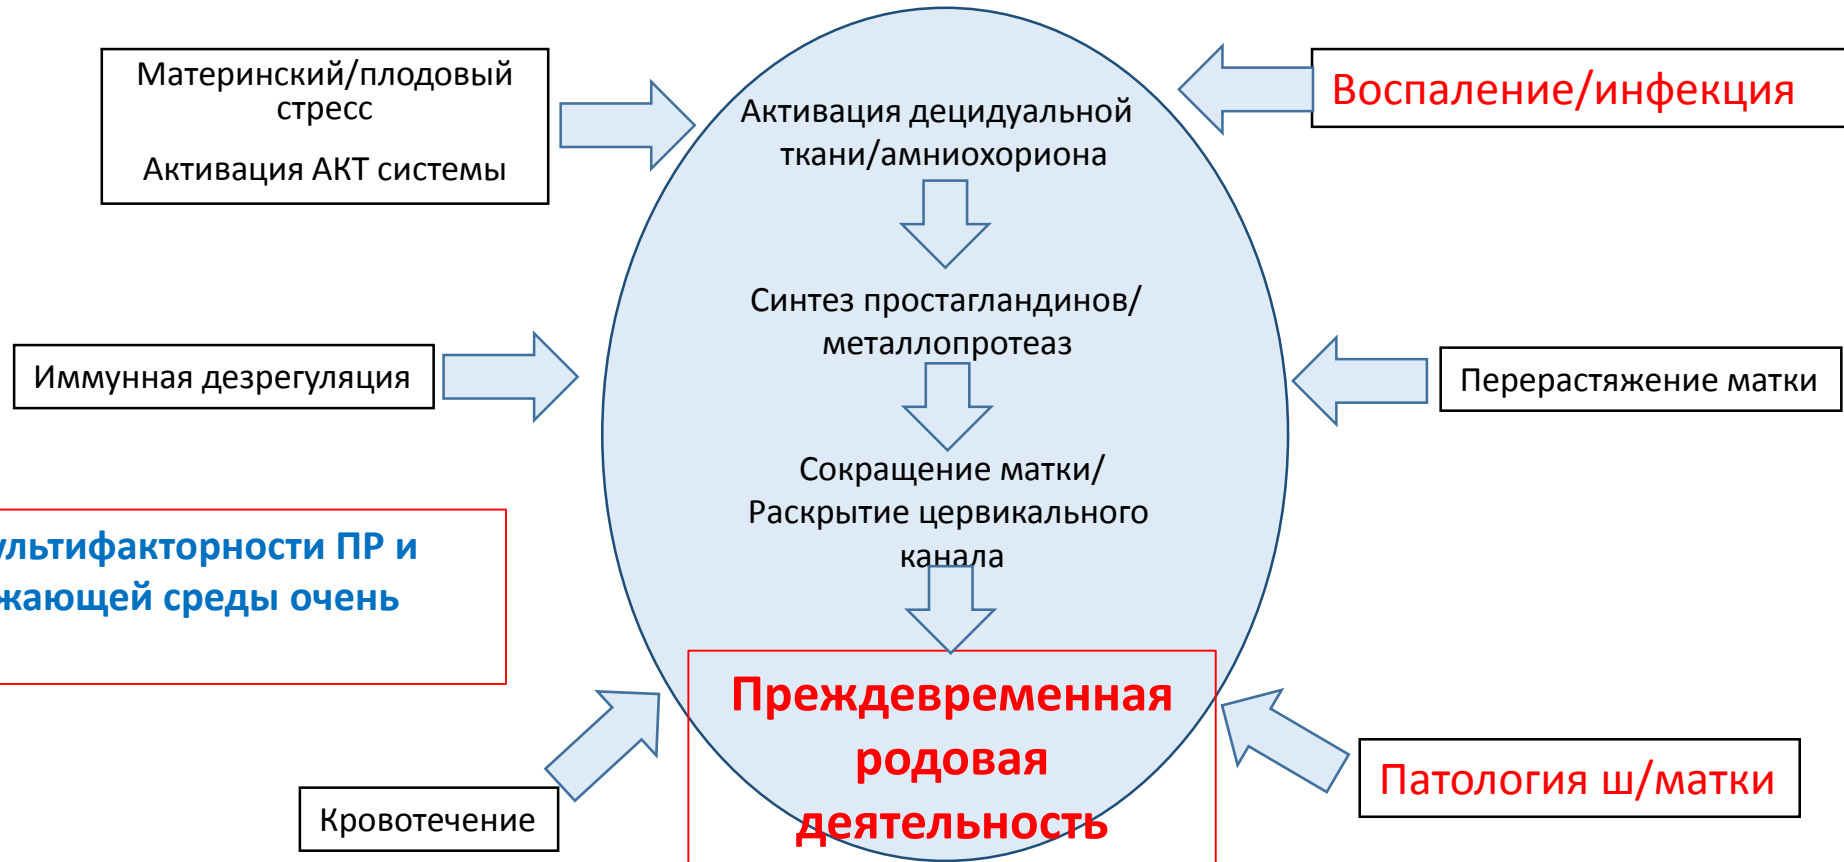 Материнский/плодовый
стресс
Активация АКТ системы
Активация децидуальной
ткани/амниохориона
Воспаление/инфекция
Синтез простагландинов/
металлопротеаз
Иммунная дезрегуляция
Перерастяжение матки
Сокращение матки/
Раскрытие цервикального
канала
ультифакторности ПР и
жающей среды очень
Преждевременная
родовая
деятельность
Кровотечение
Патология ш/матки